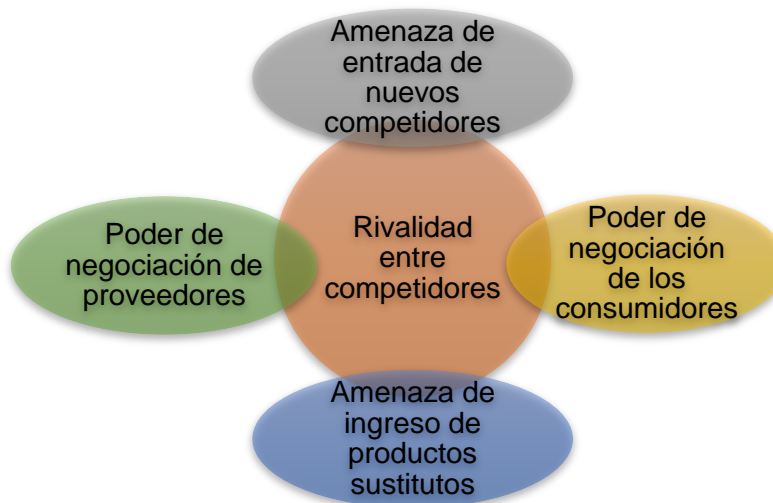 Amenaza de
entrada de
nuevos
competidores
Poder de
negociación de
proveedores
Rivalidad
entre
competidores
Poder de
negociación
de los
consumidores
Amenaza de
ingreso de
productos
sustitutos